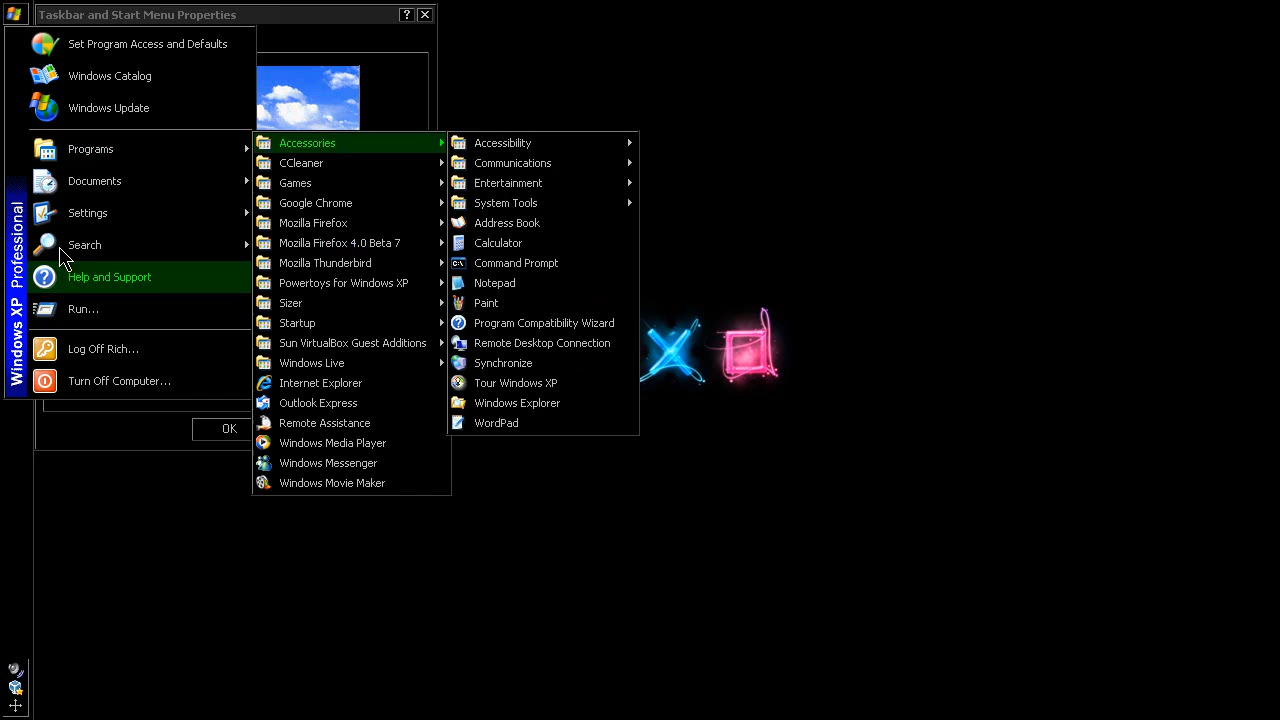 Taskbar and Start Menu Properties
Set Program Access and Defaults
Windows Catalog
Windows Update
Programs
Documents
Settings
Search
Help and Support
Run...
Log Off Rich...
Turn Off Computer...
Windows XP Professional
OK
Accessories
CCleaner
Games
Google Chrome
Mozilla Firefox
Mozilla Firefox 4.0 Beta 7
Mozilla Thunderbird
Powertoys for Windows XP
Sizer
Startup
Sun VirtualBox Guest Additions
Windows Live
Internet Explorer
Outlook Express
Remote Assistance
Windows Media Player
Windows Messenger
Windows Movie Maker
Accessibility
Communications
Entertainment
System Tools
Address Book
Calculator
Command Prompt
Notepad
Paint
Program Compatibility Wizard
Remote Desktop Connection
Synchronize
Tour Windows XP
Windows Explorer
WordPad